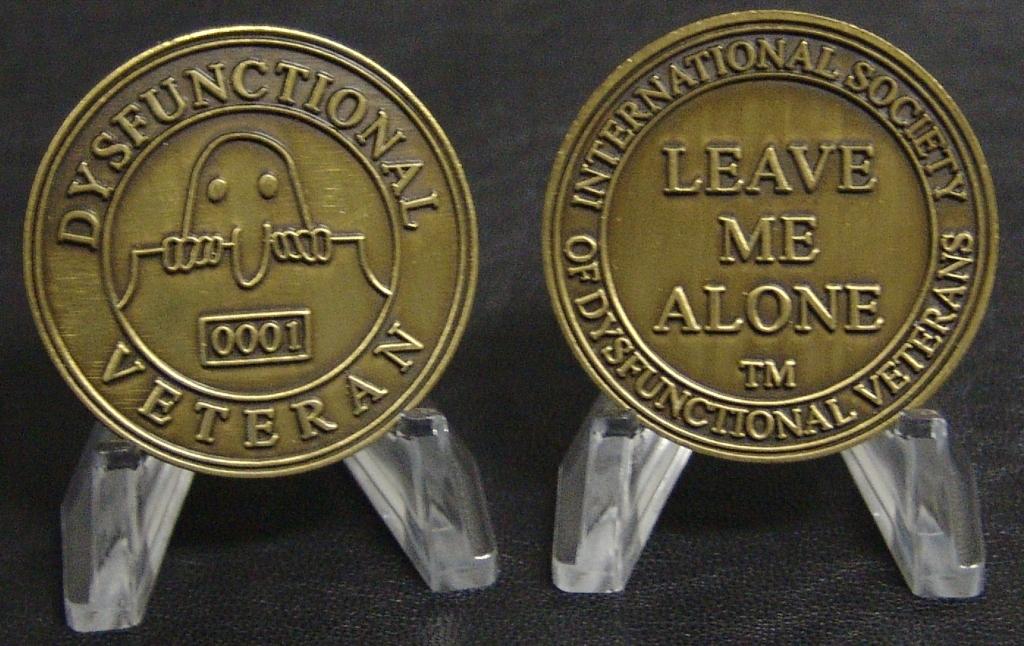 DYSFUNCTIONAL
0001
VETERAN
INTERNATIONAL SOCIETY
LEAVE
ME
ALONE
TM
OF DYSFUNCTIONAL VETERANS